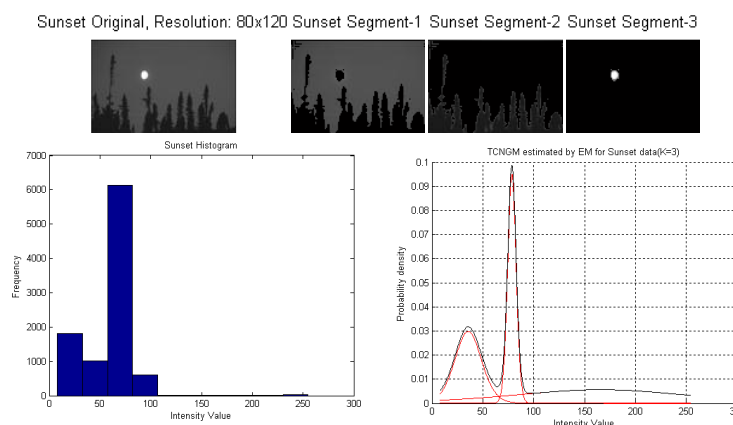 Sunset Original, Resolution: 80x120 Sunset Segment-1 Sunset Segment-2 Sunset Segment-3
Sunset Histogram
7000
6000
5000
4000
3000
2000
1000
0
Frequency
0 50 100 150 200 250 300
Intensity Value
TCNGM estimated by EM for Sunset data(K=3)
0.1
0.09
0.08
0.07
0.06
0.05
0.04
0.03
0.02
0.01
0
Probability density
0 50 100 150 200 250 300
Intensity Value